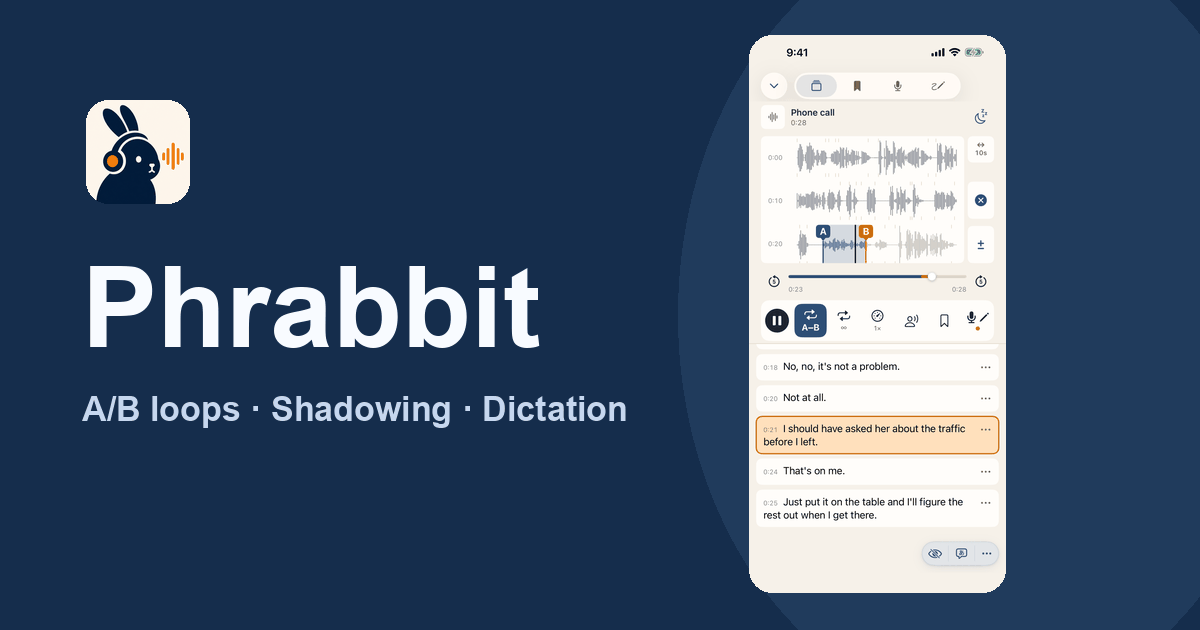 Phrabbit
A/B loops · Shadowing · Dictation
9:41
Phone call
0:28
0:00
10s
0:10
0:20
A
B
5
0:23
0:28
5
A–B
∞
1x
0:18 No, no, it's not a problem.
0:20 Not at all.
0:21 I should have asked her about the traffic
before I left.
0:24 That's on me.
0:25 Just put it on the table and I'll figure the
rest out when I get there.